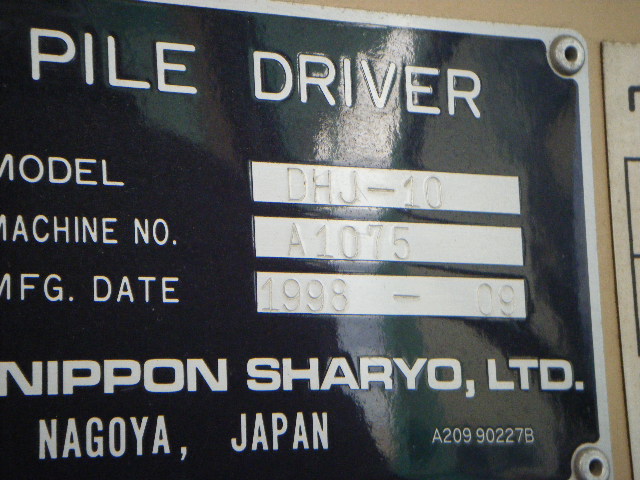 PILE DRIVER
MODEL DHJ-10
MACHINE NO. A1075
MFG. DATE 1998 - 09
NIPPON SHARYO, LTD.
NAGOYA, JAPAN A209 90227B